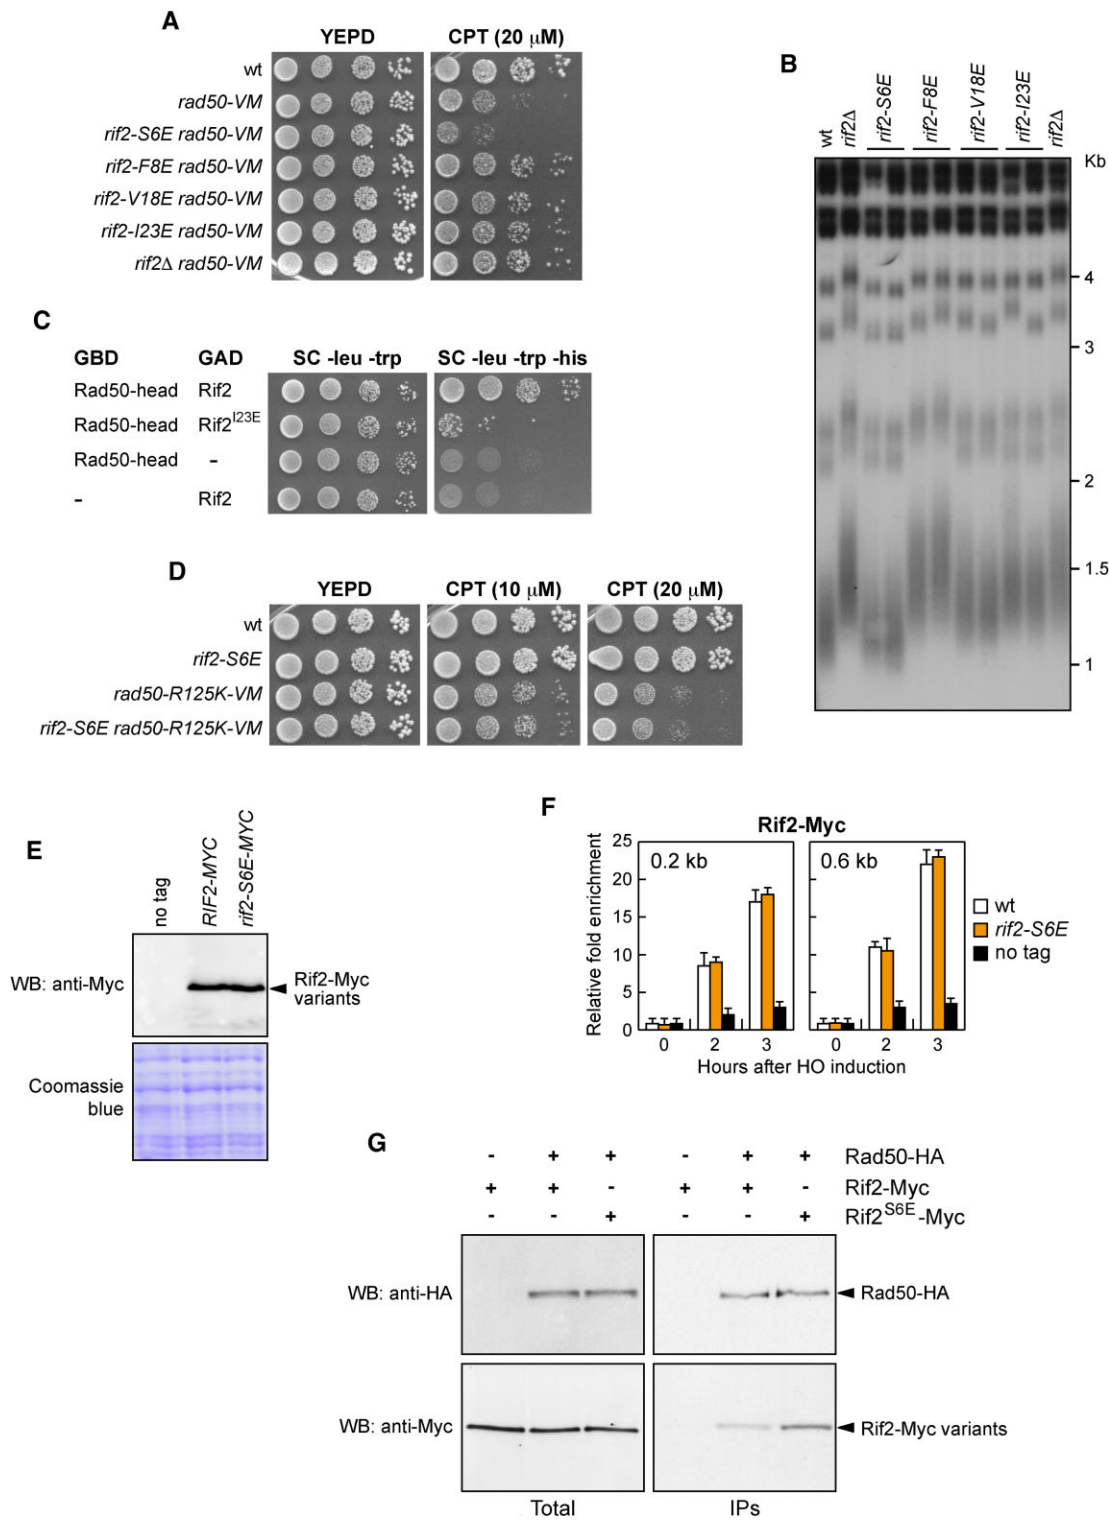 A
YEPD CPT (20 µM)
wt
rad50-VM
rif2-S6E rad50-VM
rif2-F8E rad50-VM
rif2-V18E rad50-VM
rif2-I23E rad50-VM
rif2Δ rad50-VM
B
wt rif2Δ rif2-S6E rif2-F8E rif2-V18E rif2-I23E rif2Δ
Kb
4
3
2
1.5
1
C
GBD GAD SC -leu -trp SC -leu -trp -his
Rad50-head Rif2
Rad50-head Rif2I23E
Rad50-head -
- Rif2
D
YEPD CPT (10 µM) CPT (20 µM)
wt
rif2-S6E
rad50-R125K-VM
rif2-S6E rad50-R125K-VM
E
no tag RIF2-MYC rif2-S6E-MYC
WB: anti-Myc
Rif2-Myc
variants
Coomassie
blue
F
Rif2-Myc
Relative fold enrichment
25
20
15
10
5
0
0.2 kb 0.6 kb
0 2 3 0 2 3
Hours after HO induction
wt
rif2-S6E
no tag
G
- + + - + + Rad50-HA
+ + - + + - Rif2-Myc
- - + - - + Rif2S6E-Myc
WB: anti-HA
Rad50-HA
WB: anti-Myc
Rif2-Myc variants
Total IPs